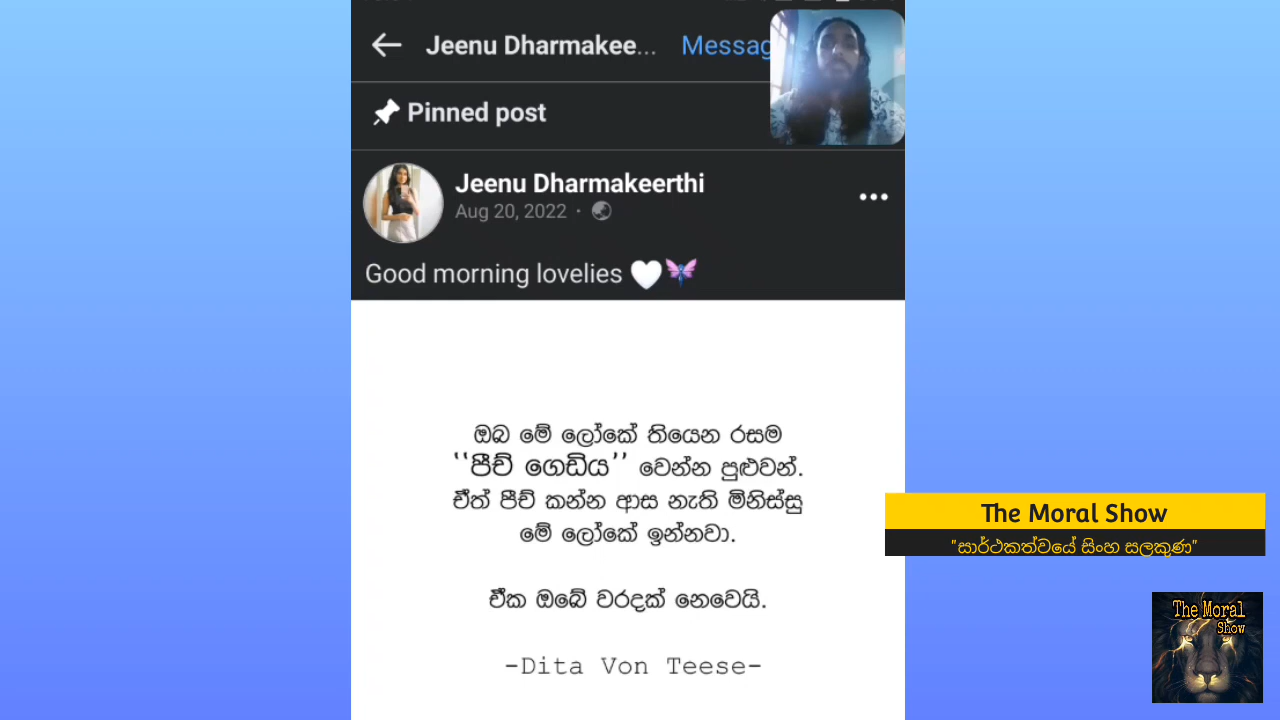 Jeenu Dharmakee...
Messag
Pinned post
Jeenu Dharmakeerthi
Aug 20, 2022 ·
Good morning lovelies 🤍🧚
ඔබ මේ ලෝකේ තියෙන රසම
‘‘පීච් ගෙඩිය’’ වෙන්න පුළුවන්.
ඒත් පීච් කන්න ආස නැති මිනිස්සු
මේ ලෝකේ ඉන්නවා.
ඒක ඔබේ වරදක් නෙවෙයි.
-Dita Von Teese-
The Moral Show
"සාර්ථකත්වයේ සිංහ සලකුණ"
The Moral
Show